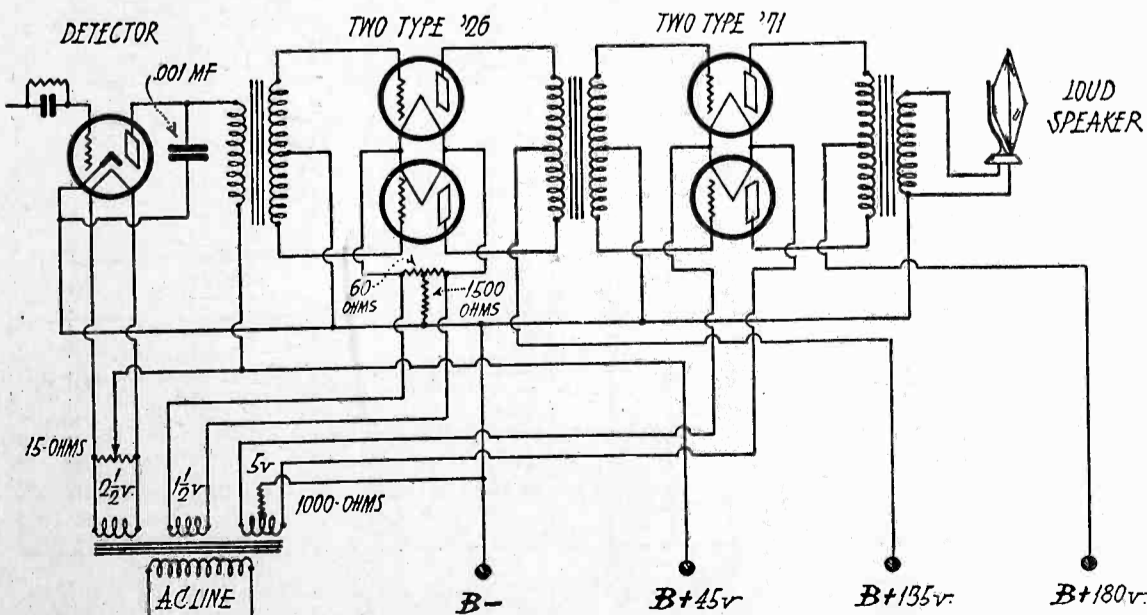 DETECTOR
TWO TYPE '26
TWO TYPE '71
.001 MF
LOUD
SPEAKER
60
OHMS
1500
OHMS
15-OHMS
2½v.
1½v
5v
1000-OHMS
A.C. LINE
B-
B+45v
B+135v.
B+180v